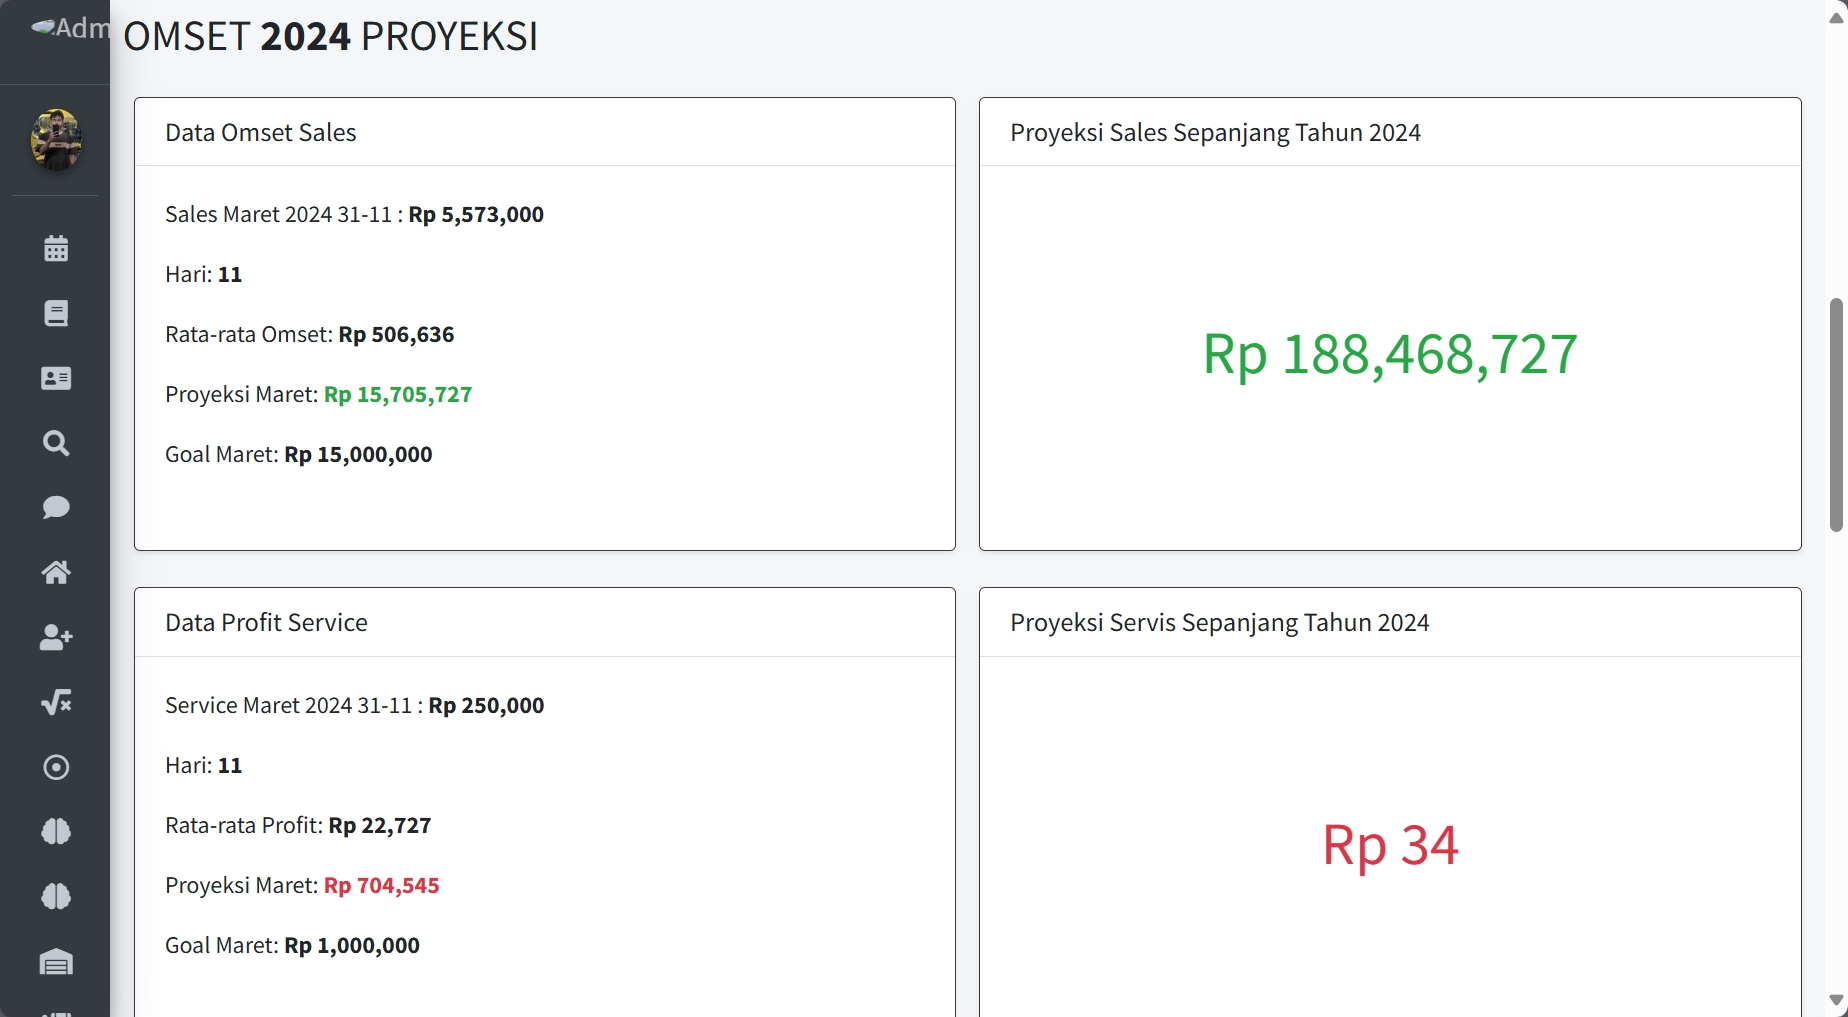 Adm
OMSET 2024 PROYEKSI
Data Omset Sales
Sales Maret 2024 31-11 : Rp 5,573,000
Hari: 11
Rata-rata Omset: Rp 506,636
Proyeksi Maret: Rp 15,705,727
Goal Maret: Rp 15,000,000
Proyeksi Sales Sepanjang Tahun 2024
Rp 188,468,727
Data Profit Service
Service Maret 2024 31-11 : Rp 250,000
Hari: 11
Rata-rata Profit: Rp 22,727
Proyeksi Maret: Rp 704,545
Goal Maret: Rp 1,000,000
Proyeksi Servis Sepanjang Tahun 2024
Rp 34